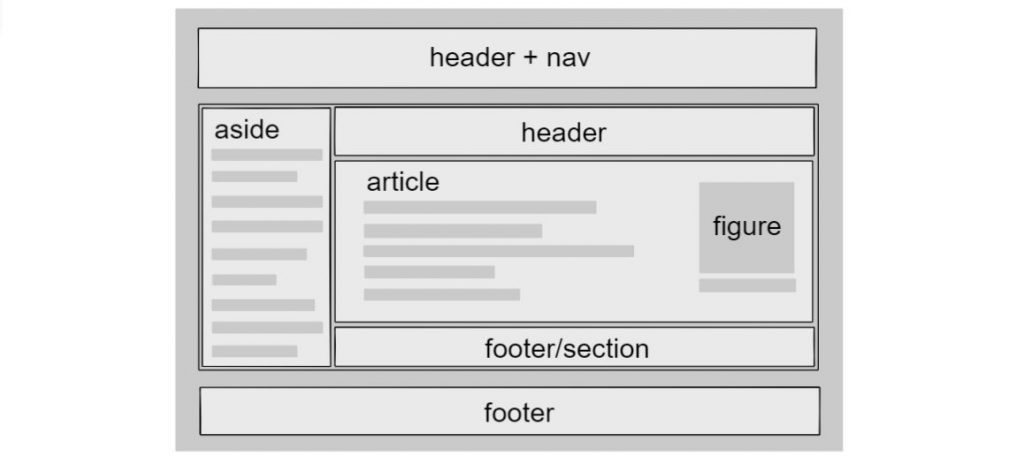 header + nav
aside
header
article
figure
footer/section
footer